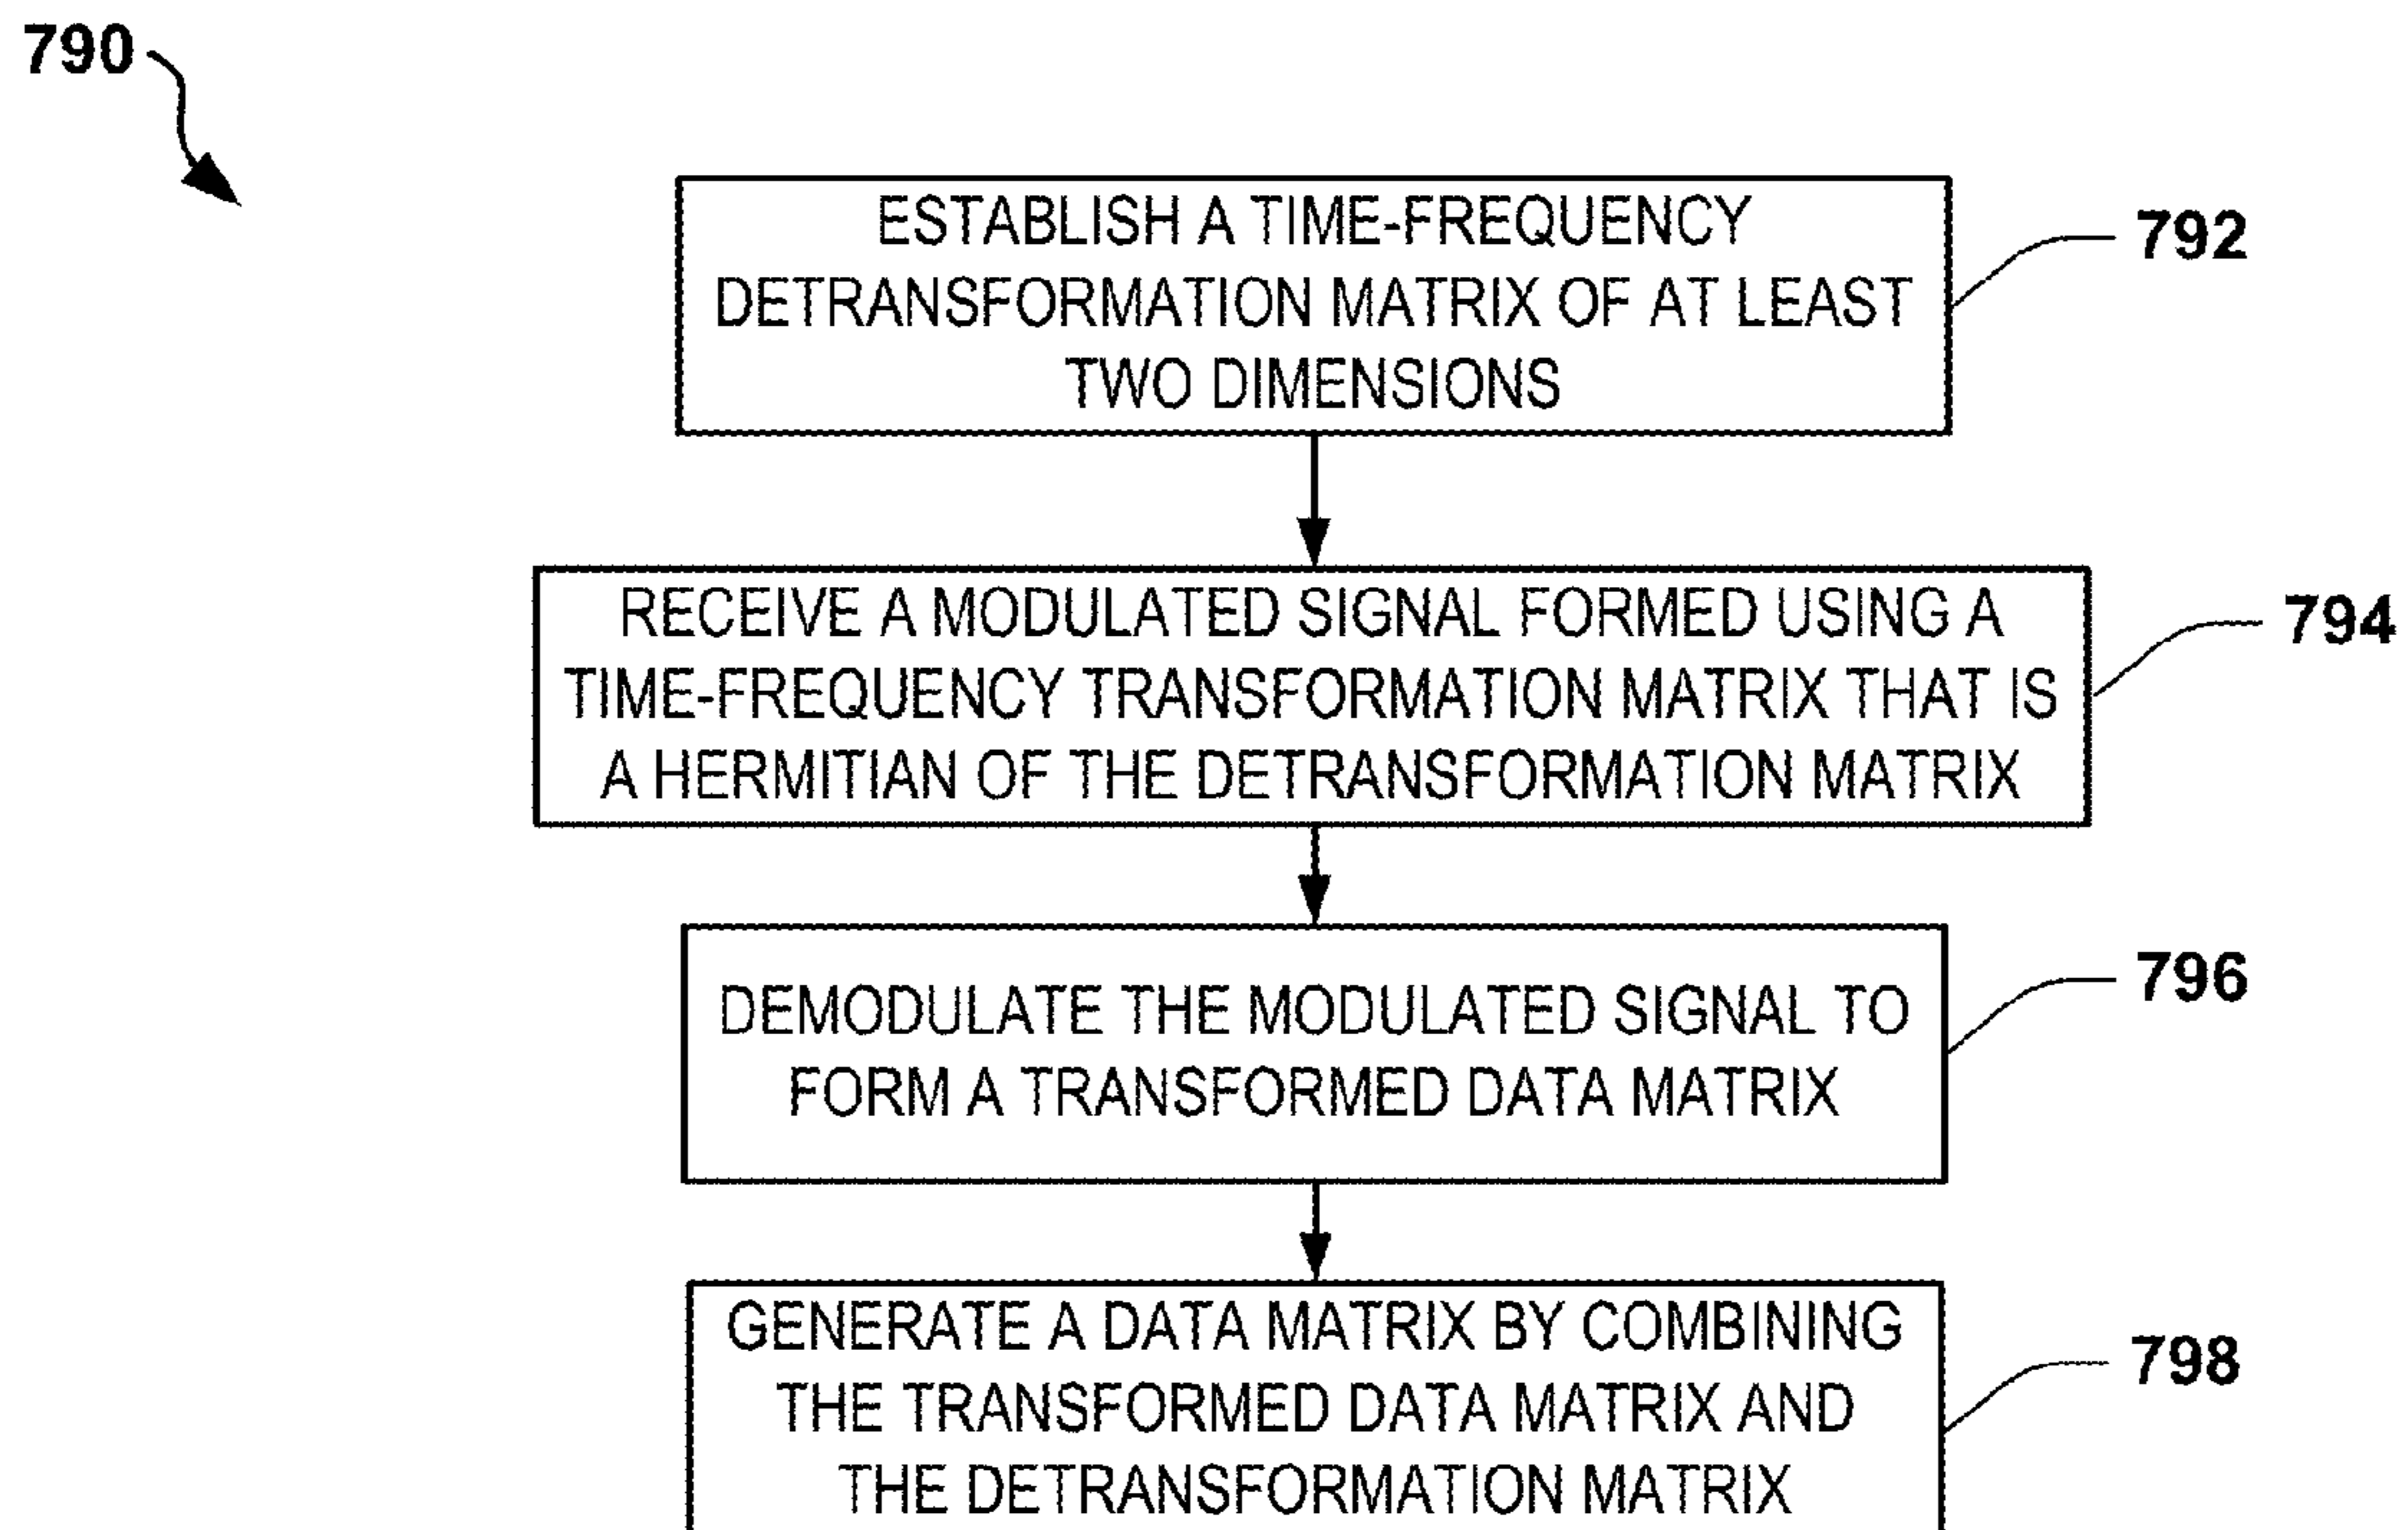 790
ESTABLISH A TIME-FREQUENCY
DETRANSFORMATION MATRIX OF AT LEAST
TWO DIMENSIONS
792
RECEIVE A MODULATED SIGNAL FORMED USING A
TIME-FREQUENCY TRANSFORMATION MATRIX THAT IS
A HERMITIAN OF THE DETRANSFORMATION MATRIX
794
DEMODULATE THE MODULATED SIGNAL TO
FORM A TRANSFORMED DATA MATRIX
796
GENERATE A DATA MATRIX BY COMBINING
THE TRANSFORMED DATA MATRIX AND
THE DETRANSFORMATION MATRIX
798